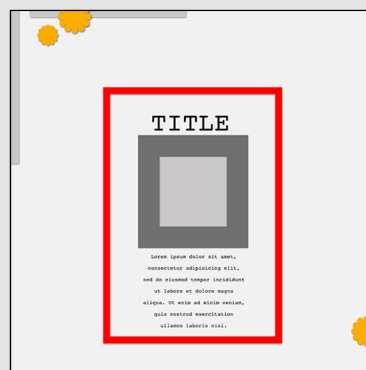 TITLE
Lorem ipsum dolor sit amet,
consectetur adipisicing elit,
sed do eiusmod tempor incididunt
ut labore et dolore magna
aliqua. Ut enim ad minim veniam,
quis nostrud exercitation
ullamco laboris nisi.